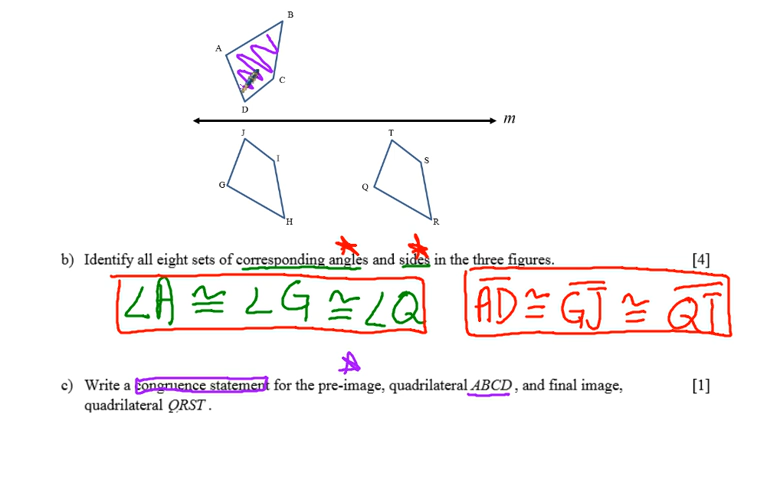 B
A
C
D
m
J
T
I
S
G
Q
H
R
b) Identify all eight sets of corresponding angles and sides in the three figures. [4]
∠A ≅ ∠G ≅ ∠Q
AD ≅ GJ ≅ QT
c) Write a congruence statement for the pre-image, quadrilateral ABCD, and final image, [1]
quadrilateral QRST.